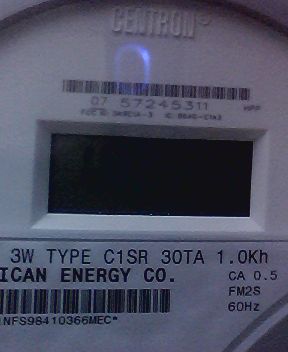 CENTRON
07 57245311
3W TYPE C1SR 30TA 1.0Kh
ICAN ENERGY CO. CA 0.5
FM2S
60Hz
NFS98410366MEC*